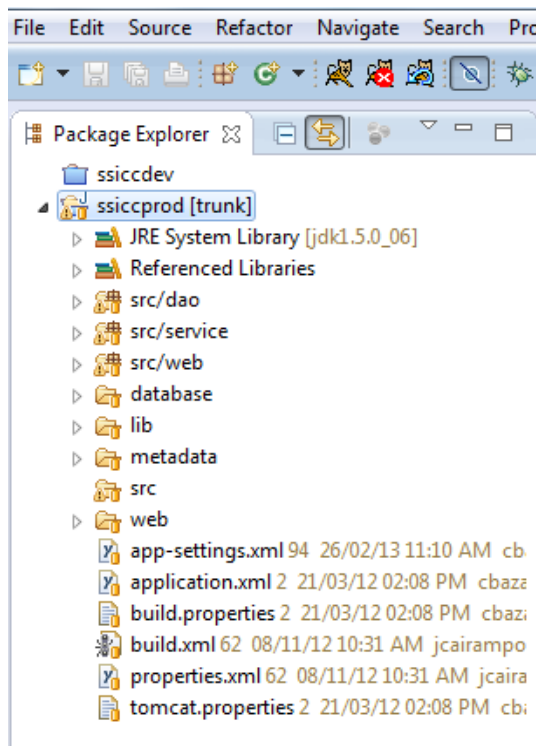 File Edit Source Refactor Navigate Search
Package Explorer
ssiccdev
ssiccprod [trunk]
JRE System Library [jdk1.5.0_06]
Referenced Libraries
src/dao
src/service
src/web
database
lib
metadata
src
web
app-settings.xml 94 26/02/13 11:10 AM
application.xml 2 21/03/12 02:08 PM
build.properties 2 21/03/12 02:08 PM
build.xml 62 08/11/12 10:31 AM
properties.xml 62 08/11/12 10:31 AM
tomcat.properties 2 21/03/12 02:08 PM